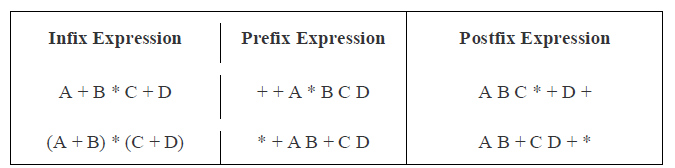 Infix Expression Prefix Expression Postfix Expression
A + B * C + D + + A * B C D A B C * + D +
(A + B) * (C + D) * + A B + C D A B + C D + *